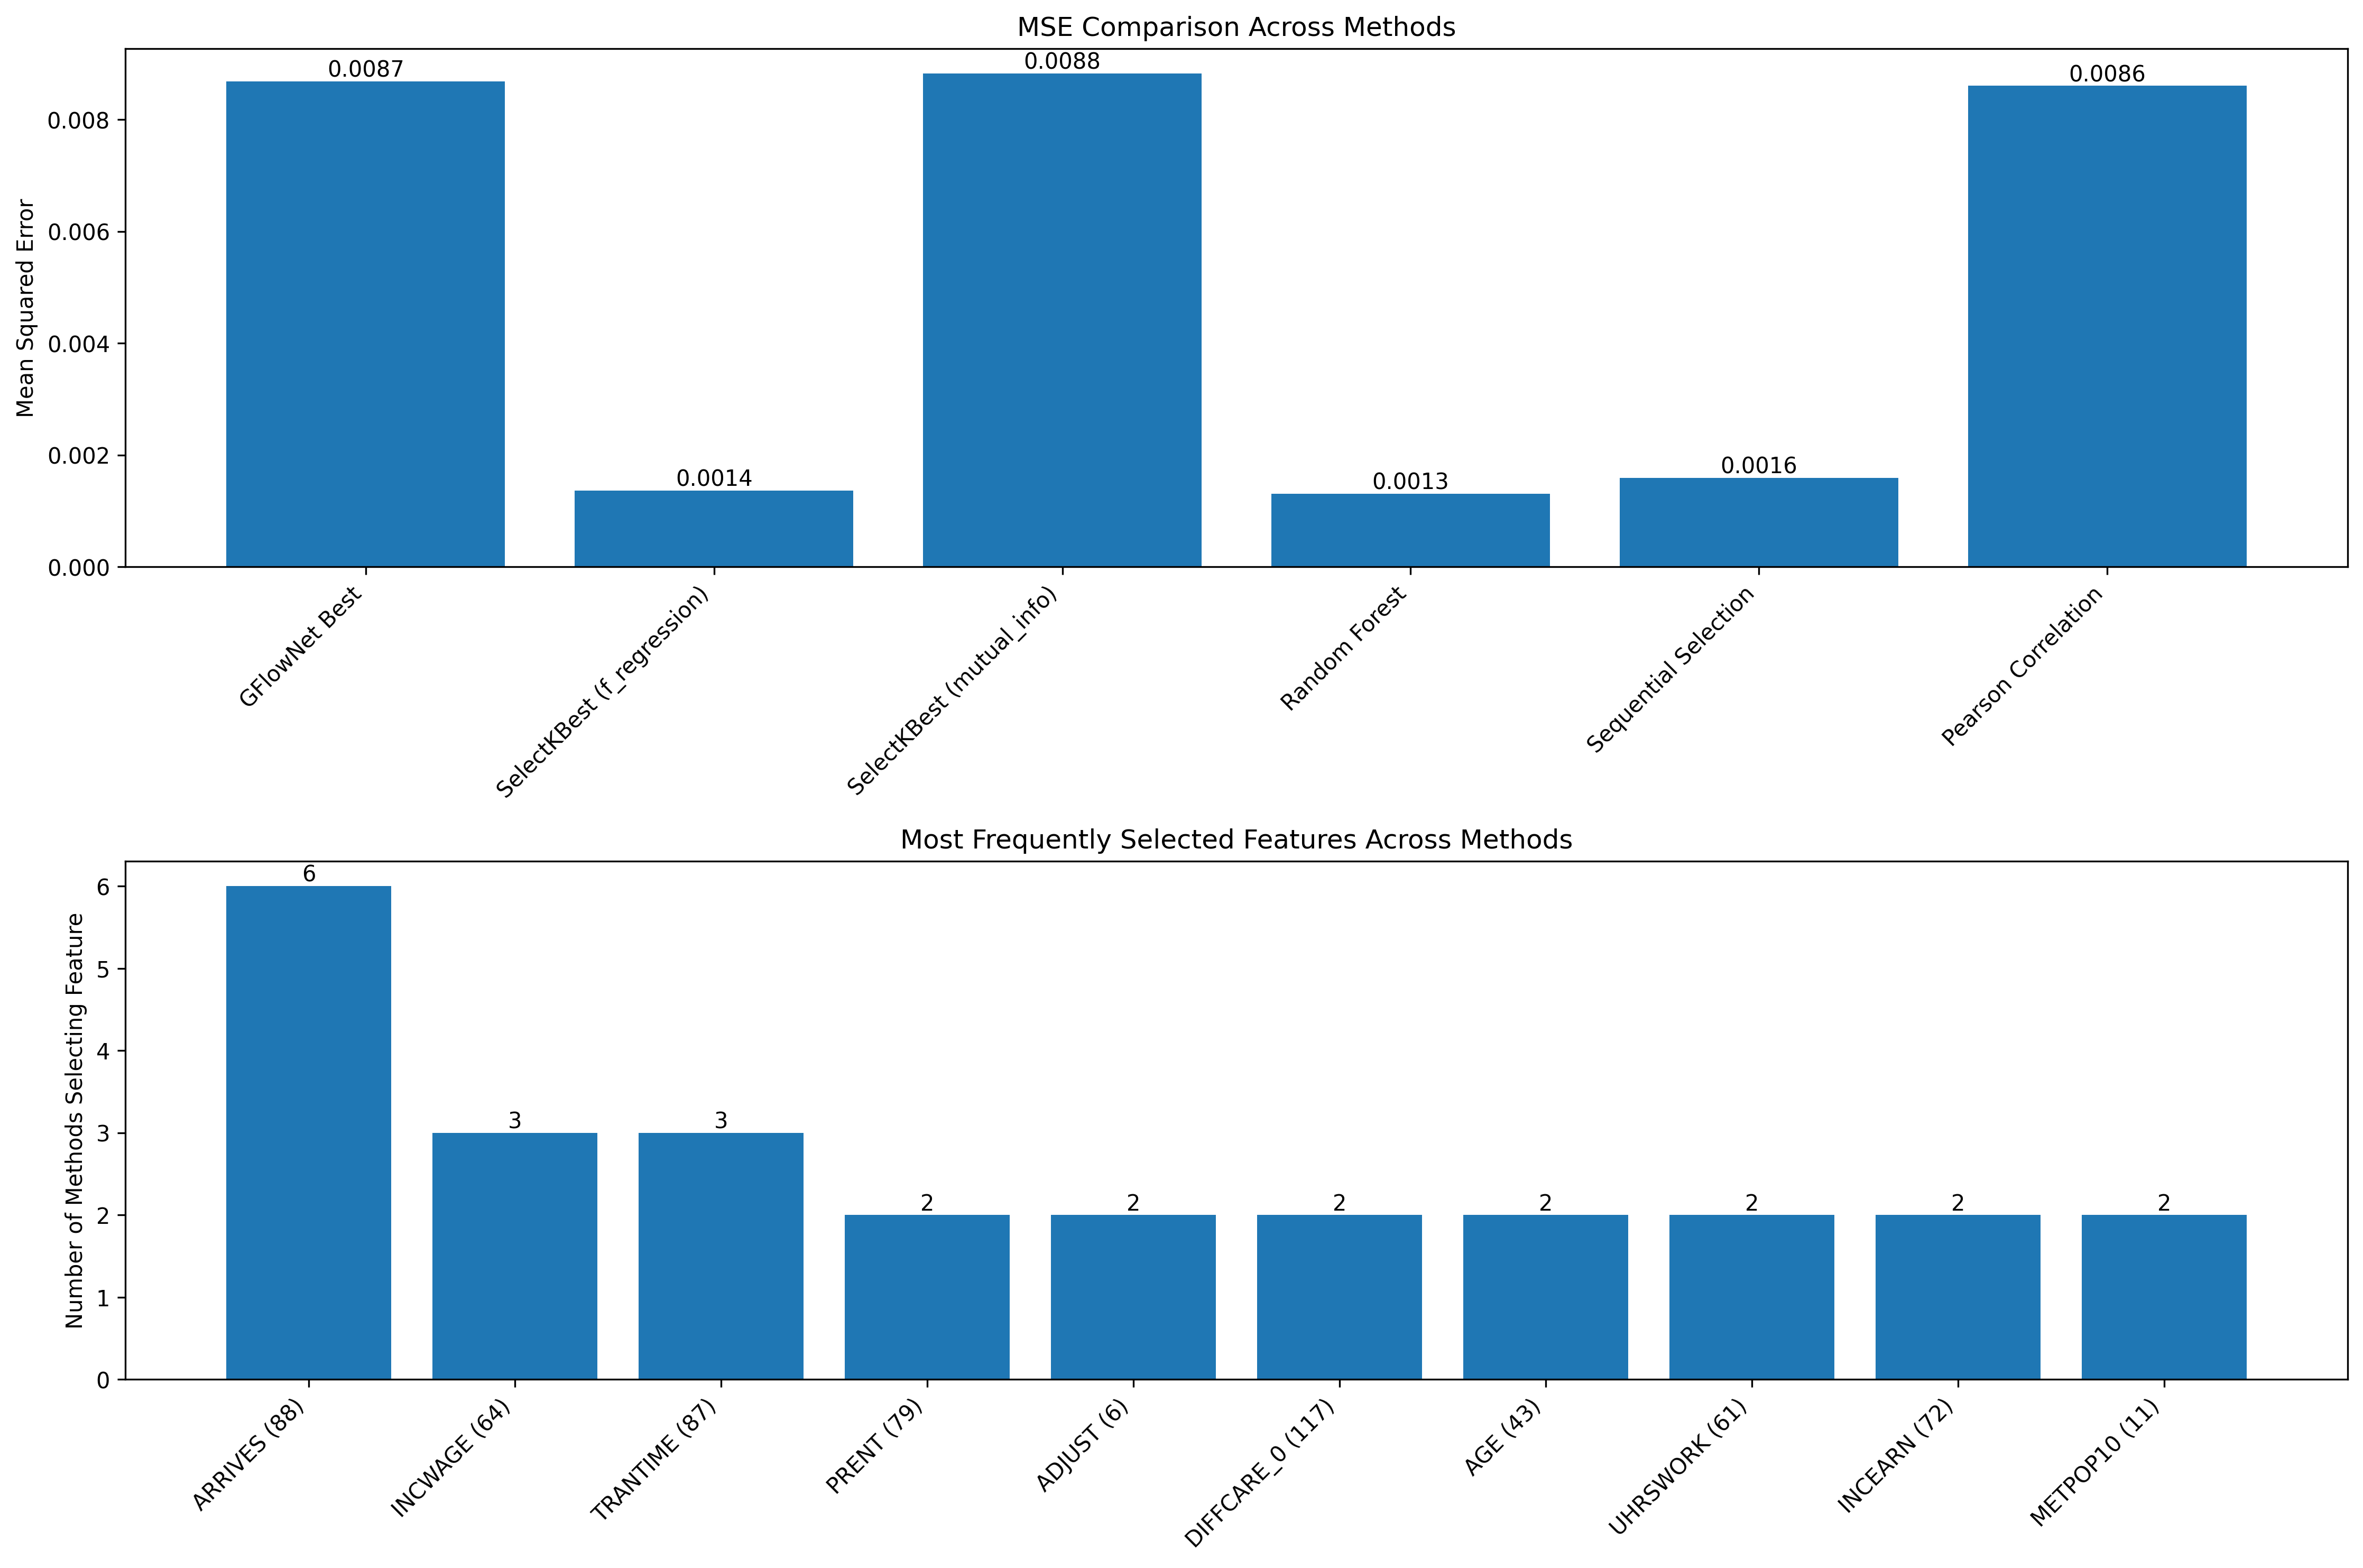 MSE Comparison Across Methods
Mean Squared Error
0.008
0.006
0.004
0.002
0.000
0.0087
0.0014
0.0088
0.0013
0.0016
0.0086
GFlowNet Best
SelectKBest (f_regression)
SelectKBest (mutual_info)
Random Forest
Sequential Selection
Pearson Correlation
Most Frequently Selected Features Across Methods
Number of Methods Selecting Feature
6
5
4
3
2
1
0
6
3
3
2
2
2
2
2
2
2
ARRIVES (88)
INCWAGE (64)
TRANTIME (87)
PRENT (79)
ADJUST (6)
DIFFCARE_0 (117)
AGE (43)
UHRSWORK (61)
INCEARN (72)
METPOP10 (11)